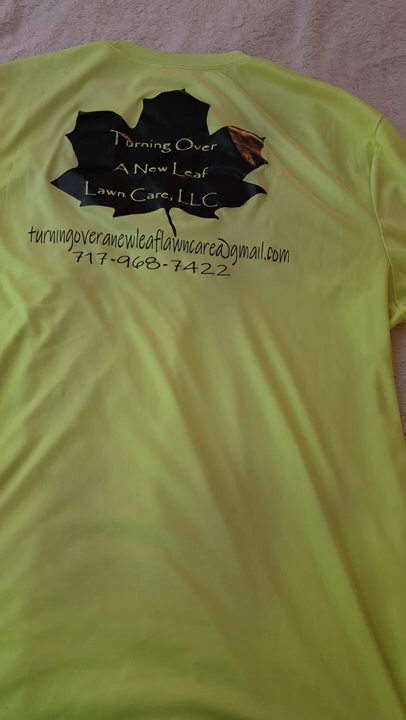 Turning Over
A New Leaf
Lawn Care, LLC
turningoveranewleaflawncare@gmail.com
717-968-7422